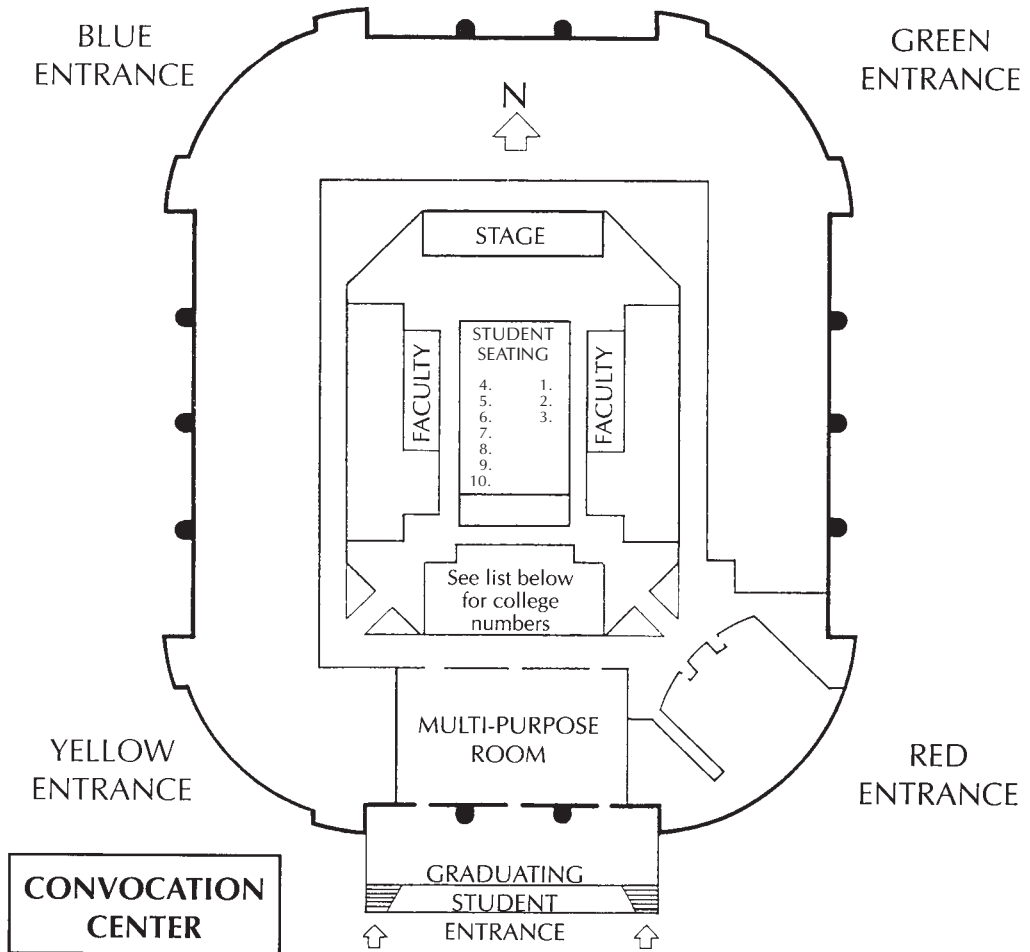 BLUE
ENTRANCE
GREEN
ENTRANCE
N
STAGE
STUDENT
SEATING
FACULTY
FACULTY
4. 1.
5. 2.
6. 3.
7.
8.
9.
10.
See list below
for college
numbers
MULTI-PURPOSE
ROOM
YELLOW
ENTRANCE
RED
ENTRANCE
GRADUATING
STUDENT
ENTRANCE
CONVOCATION
CENTER